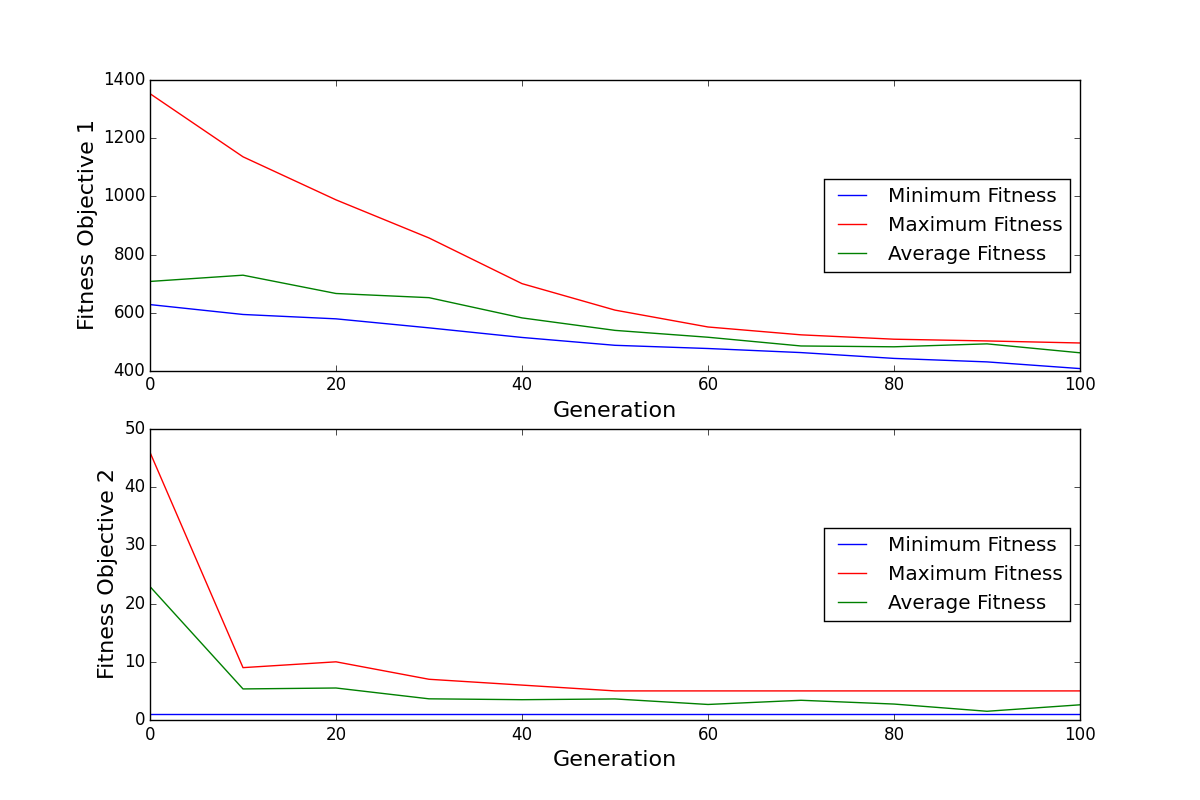 1400
1200
1000
800
600
400
Fitness Objective 1
Minimum Fitness
Maximum Fitness
Average Fitness
0 20 40 60 80 100
Generation
50
40
30
20
10
0
Fitness Objective 2
Minimum Fitness
Maximum Fitness
Average Fitness
0 20 40 60 80 100
Generation